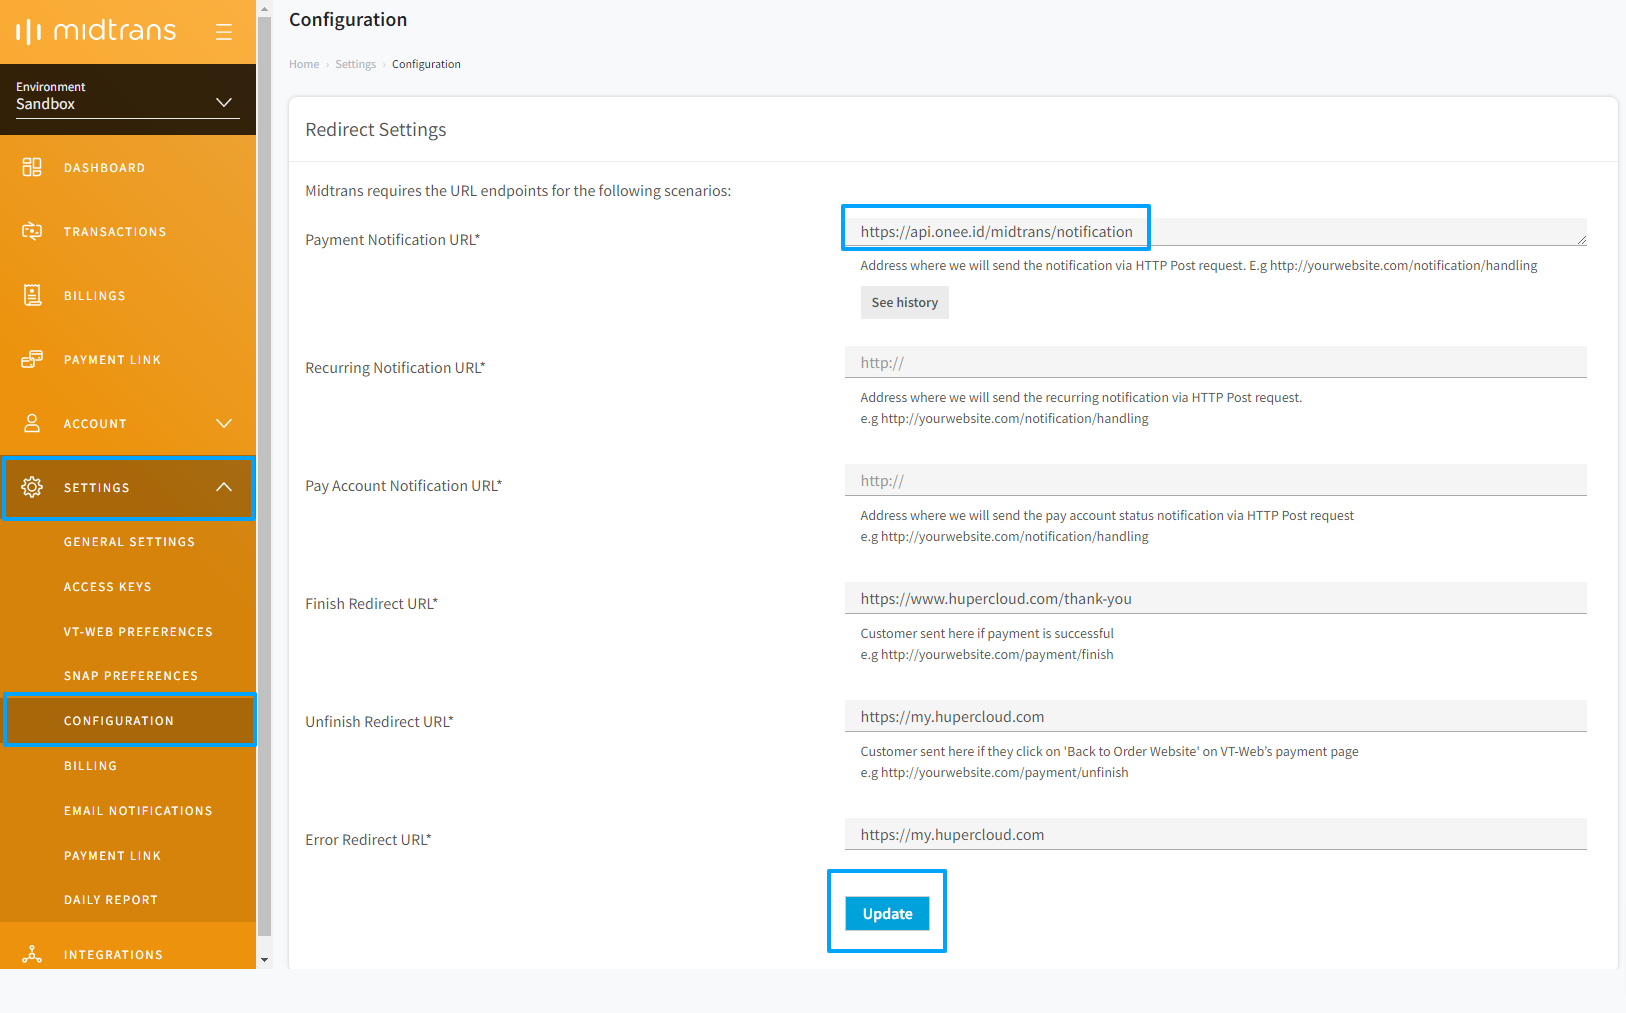 midtrans
Environment
Sandbox
DASHBOARD
TRANSACTIONS
BILLINGS
PAYMENT LINK
ACCOUNT
SETTINGS
GENERAL SETTINGS
ACCESS KEYS
VT-WEB PREFERENCES
SNAP PREFERENCES
CONFIGURATION
BILLING
EMAIL NOTIFICATIONS
PAYMENT LINK
DAILY REPORT
INTEGRATIONS
Configuration
Home › Settings › Configuration
Redirect Settings
Midtrans requires the URL endpoints for the following scenarios:
Payment Notification URL*
https://api.onee.id/midtrans/notification
Address where we will send the notification via HTTP Post request. E.g http://yourwebsite.com/notification/handling
See history
Recurring Notification URL*
http://
Address where we will send the recurring notification via HTTP Post request.
e.g http://yourwebsite.com/notification/handling
Pay Account Notification URL*
http://
Address where we will send the pay account status notification via HTTP Post request
e.g http://yourwebsite.com/notification/handling
Finish Redirect URL*
https://www.hupercloud.com/thank-you
Customer sent here if payment is successful
e.g http://yourwebsite.com/payment/finish
Unfinish Redirect URL*
https://my.hupercloud.com
Customer sent here if they click on 'Back to Order Website' on VT-Web’s payment page
e.g http://yourwebsite.com/payment/unfinish
Error Redirect URL*
https://my.hupercloud.com
Update